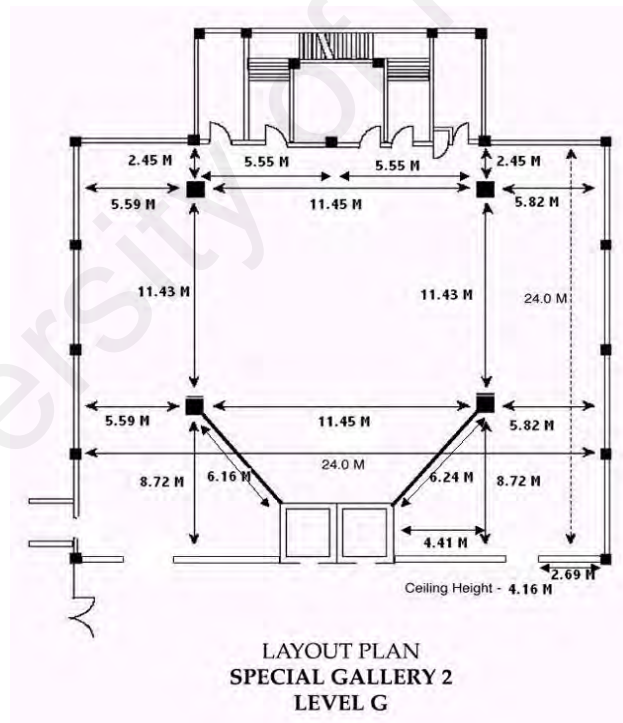 ersity of
2.45 M
5.55 M
5.55 M
2.45 M
5.59 M
11.45 M
5.82 M
11.43 M
11.43 M
24.0 M
5.59 M
11.45 M
5.82 M
24.0 M
8.72 M
6.16 M
6.24 M
8.72 M
4.41 M
2.69 M
Ceiling Height - 4.16 M
LAYOUT PLAN
SPECIAL GALLERY 2
LEVEL G